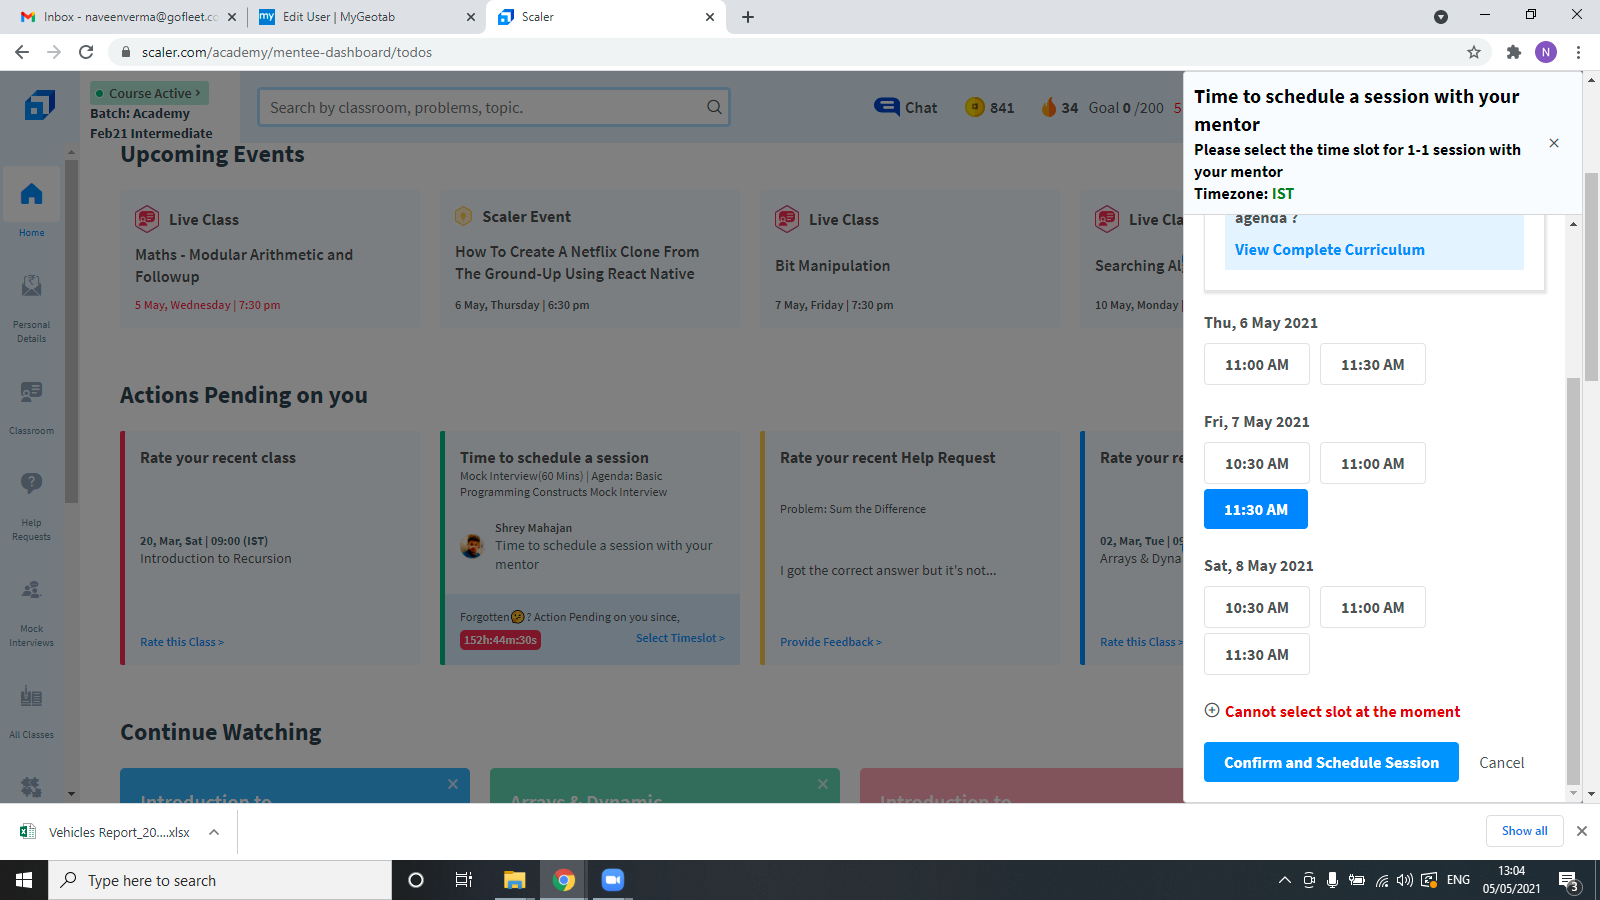 Inbox - naveenverma@gofleet.co
Edit User | MyGeotab
Scaler
scaler.com/academy/mentee-dashboard/todos
N
Course Active >
Batch: Academy
Feb21 Intermediate
Search by classroom, problems, topic.
Chat
841
34
Goal 0 /200
5
Home
Personal
Details
Classroom
Help
Requests
Mock
Interviews
All Classes
Upcoming Events
Live Class
Maths - Modular Arithmetic and
Followup
5 May, Wednesday | 7:30 pm
Scaler Event
How To Create A Netflix Clone From
The Ground-Up Using React Native
6 May, Thursday | 6:30 pm
Live Class
Bit Manipulation
7 May, Friday | 7:30 pm
Live Cla
Searching Al
10 May, Monday
Actions Pending on you
Rate your recent class
20, Mar, Sat | 09:00 (IST)
Introduction to Recursion
Rate this Class >
Time to schedule a session
Mock Interview(60 Mins) | Agenda: Basic
Programming Constructs Mock Interview
Shrey Mahajan
Time to schedule a session with your
mentor
Forgotten🤔? Action Pending on you since,
152h:44m:30s
Select Timeslot >
Rate your recent Help Request
Problem: Sum the Difference
I got the correct answer but it's not...
Provide Feedback >
Rate your re
02, Mar, Tue | 09
Arrays & Dyna
Rate this Class >
Continue Watching
Introduction to
Arrays & Dynamic
Introduction to
Time to schedule a session with your
mentor
Please select the time slot for 1-1 session with
your mentor
Timezone: IST
agenda ?
View Complete Curriculum
Thu, 6 May 2021
11:00 AM
11:30 AM
Fri, 7 May 2021
10:30 AM
11:00 AM
11:30 AM
Sat, 8 May 2021
10:30 AM
11:00 AM
11:30 AM
Cannot select slot at the moment
Confirm and Schedule Session
Cancel
Vehicles Report_20....xlsx
Show all
Type here to search
ENG
13:04
05/05/2021
3